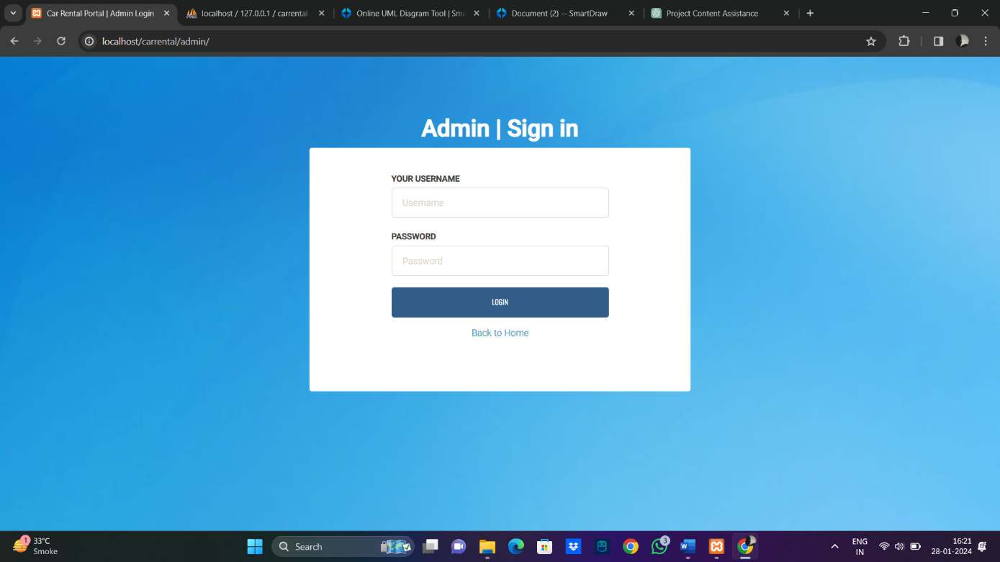 Car Rental Portal | Admin Login
localhost / 127.0.0.1 / carrental
Online UML Diagram Tool | Sma
Document (2) -- SmartDraw
Project Content Assistance
localhost/carrental/admin/
Admin | Sign in
YOUR USERNAME
Username
PASSWORD
Password
LOGIN
Back to Home
1
33°C
Smoke
Search
3
W
ENG
IN
16:21
28-01-2024